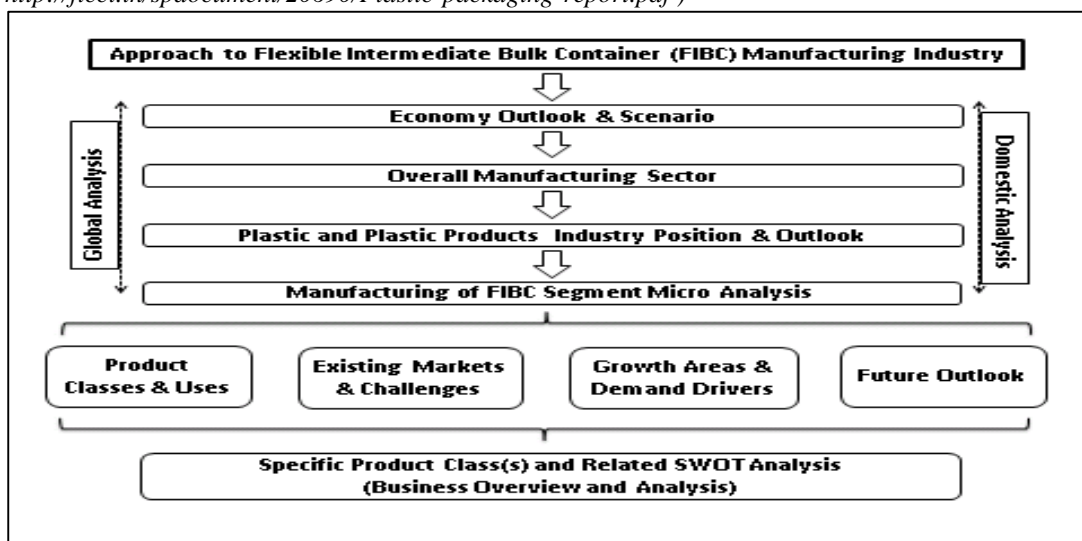 Approach to Flexible Intermediate Bulk Container (FIBC) Manufacturing Industry
Economy Outlook & Scenario
Overall Manufacturing Sector
Plastic and Plastic Products Industry Position & Outlook
Manufacturing of FIBC Segment Micro Analysis
Global Analysis
Domestic Analysis
Product
Classes & Uses
Existing Markets
& Challenges
Growth Areas &
Demand Drivers
Future Outlook
Specific Product Class(s) and Related SWOT Analysis
(Business Overview and Analysis)